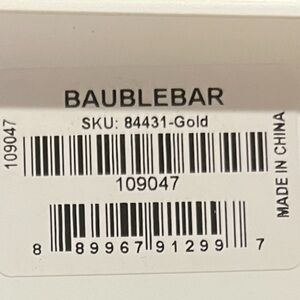 BAUBLEBAR
SKU: 84431-Gold
109047
109047
MADE IN CHINA
8 89967 91299 7